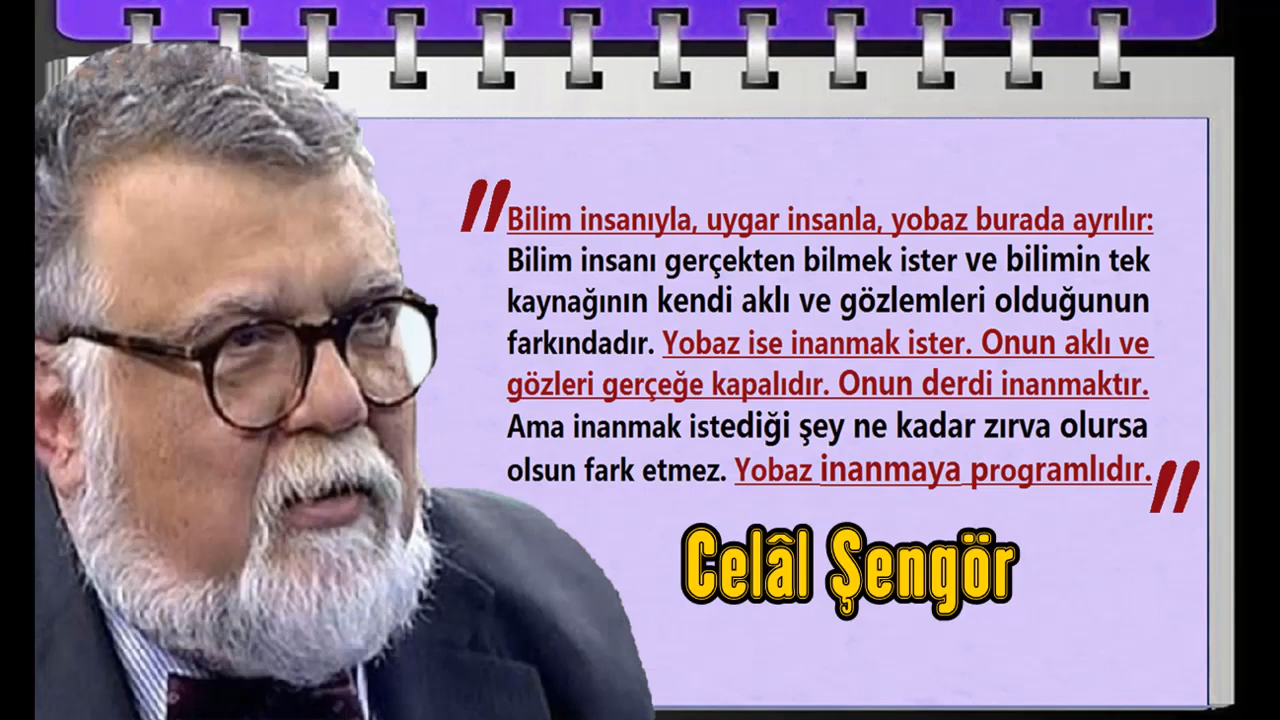 "Bilim insanıyla, uygar insanla, yobaz burada ayrılır:
Bilim insanı gerçekten bilmek ister ve bilimin tek
kaynağının kendi aklı ve gözlemleri olduğunun
farkındadır. Yobaz ise inanmak ister. Onun aklı ve
gözleri gerçeğe kapalıdır. Onun derdi inanmaktır.
Ama inanmak istediği şey ne kadar zırva olursa
olsun fark etmez. Yobaz inanmaya programlıdır."
Celâl Şengör